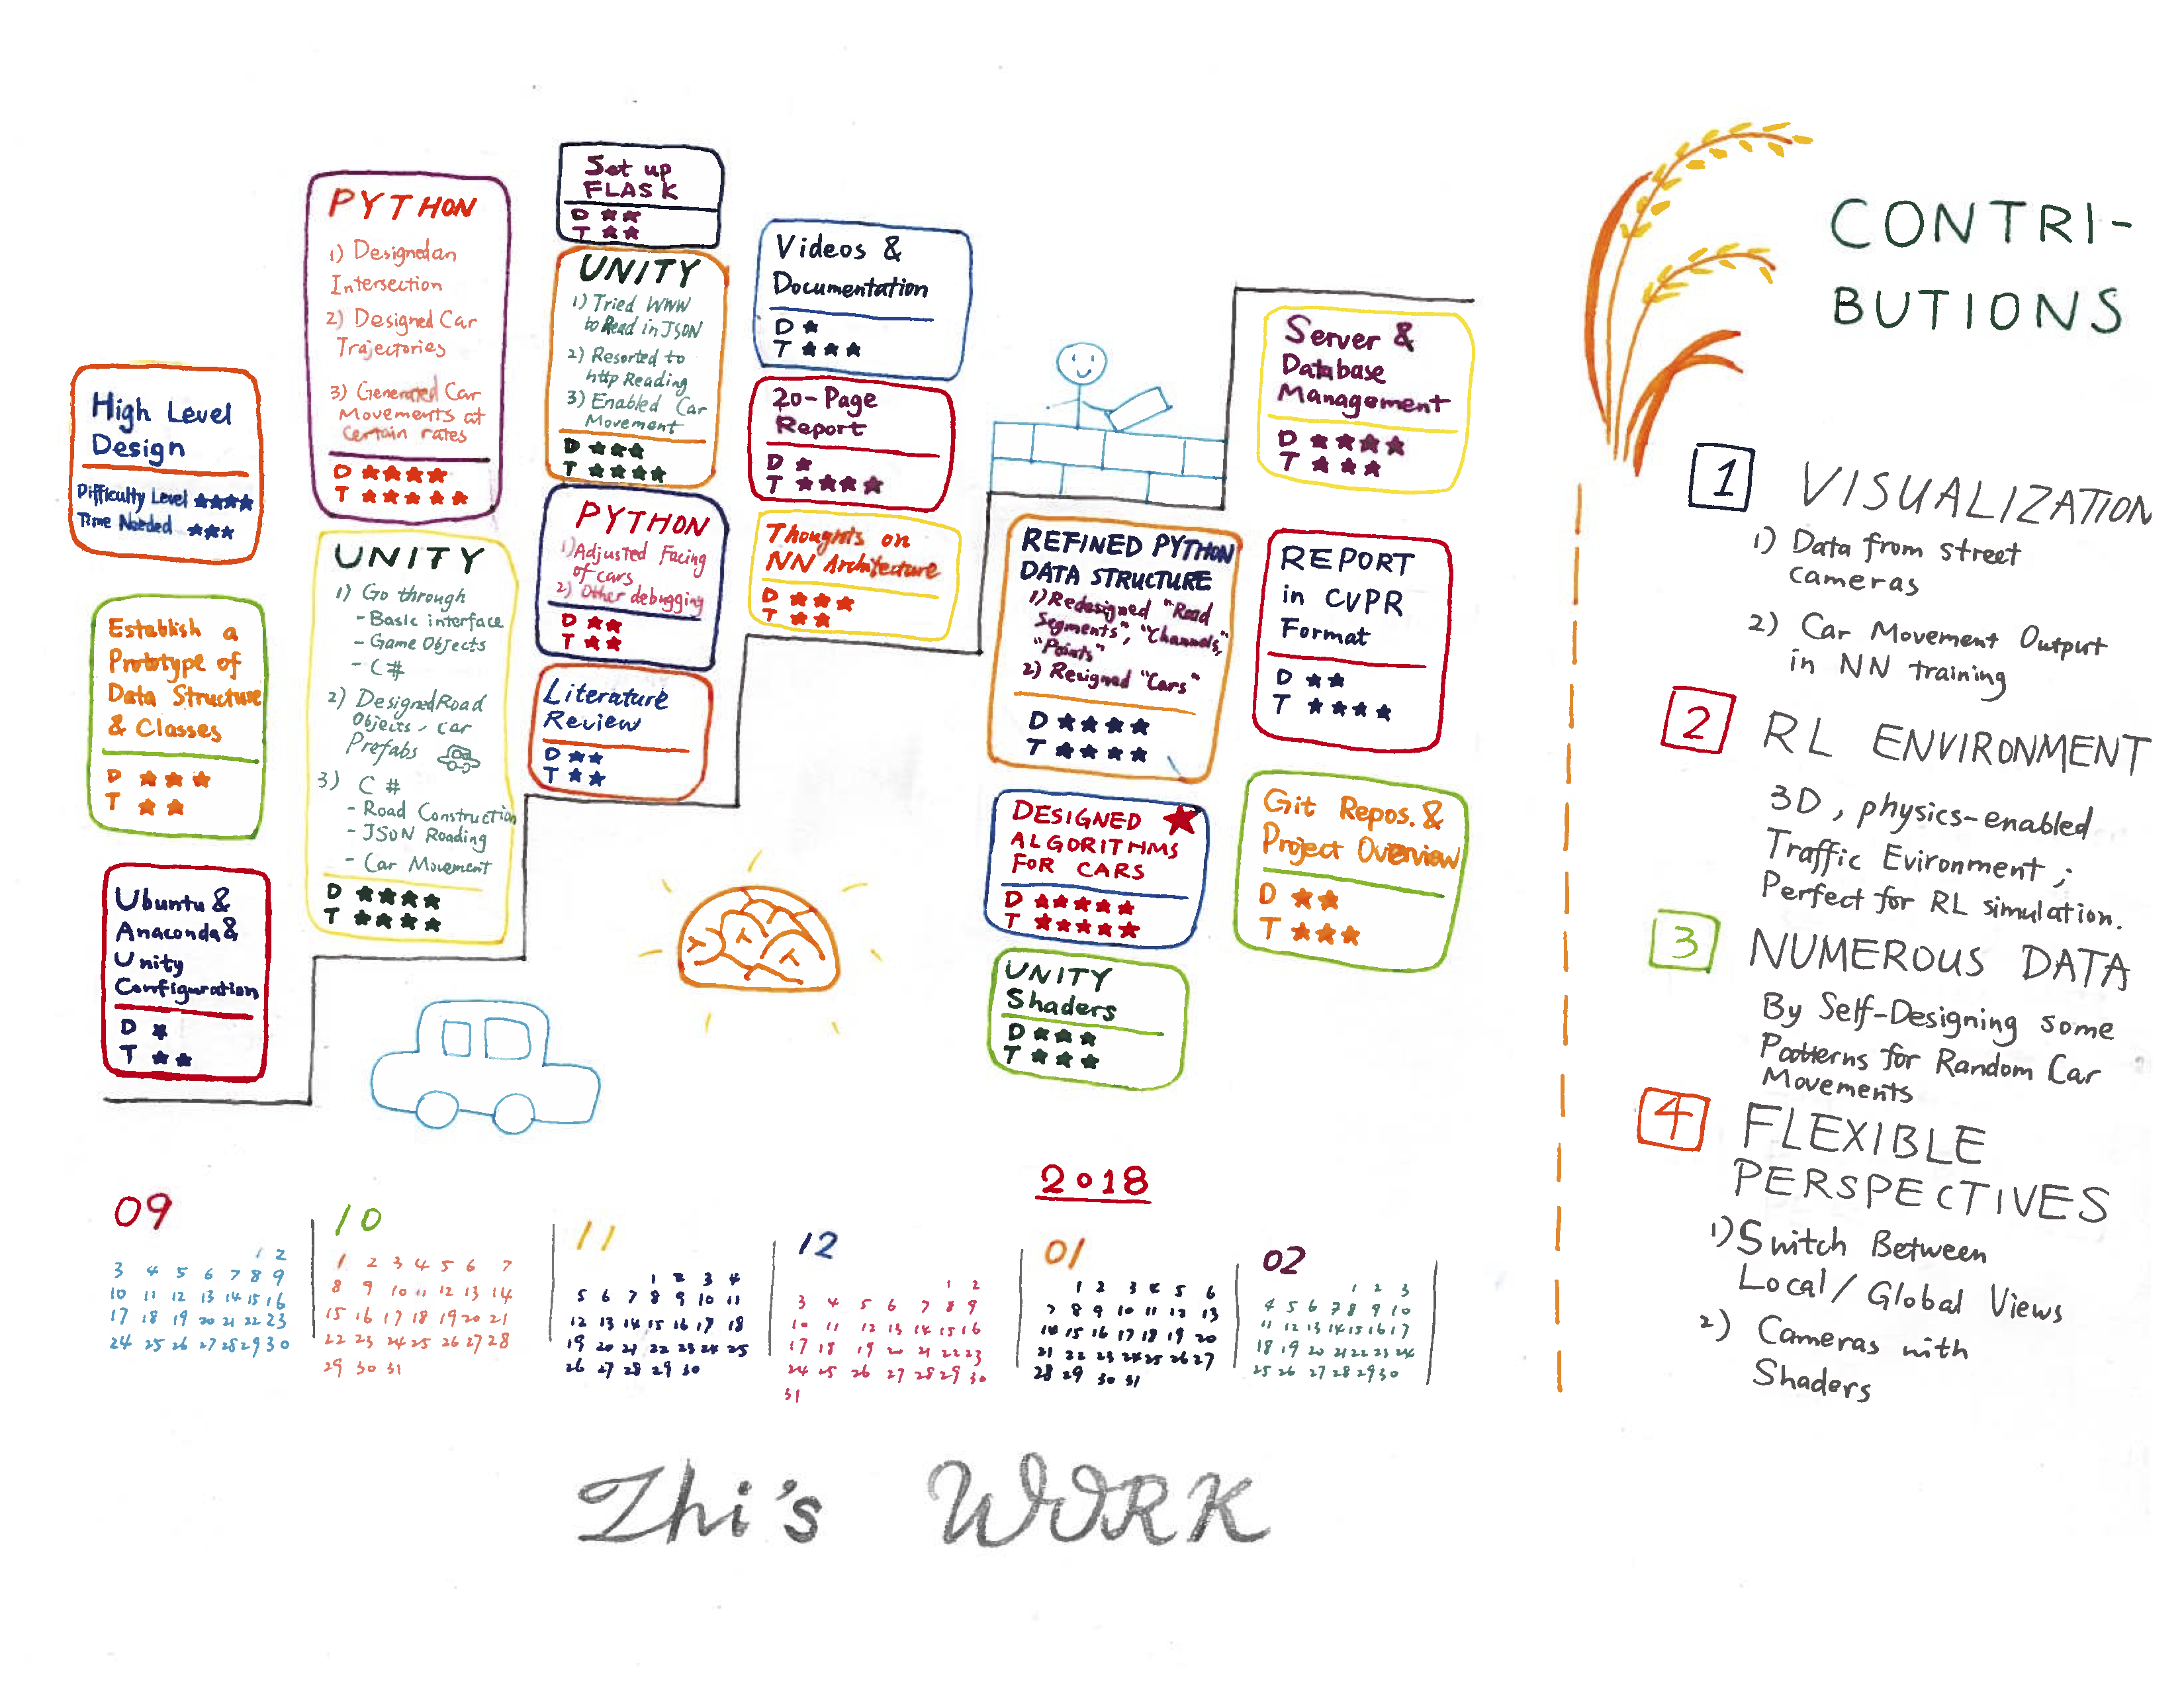 High Level
Design
Difficulty Level ★★★★
Time Needed ★★★
Establish a
Prototype of
Data Structure
& Classes
D ★★★
T ★★
Ubuntu &
Anaconda &
Unity
Configuration
D ★
T ★★
PYTHON
1) Designed an
Intersection
2) Designed Car
Trajectories
3) Generated Car
Movements at
Certain rates
D ★★★★
T ★★★★★
UNITY
1) Go through
- Basic interface
- Game Objects
- C#
2) Designed Road
Objects, car
Prefabs
3) C #
- Road Construction
- JSON Roading
- Car Movement
D ★★★★
T ★★★★
Set up
FLASK
D ★★
T ★★
UNITY
1) Tried WWW
to Read in JSON
2) Resorted to
http Reading
3) Enabled Car
Movement
D ★★★
T ★★★★
PYTHON
1) Adjusted Facing
of cars
2) Other debugging
D ★★
T ★★
Literature
Review
D ★★
T ★★
Videos &
Documentation
D ★
T ★★★
20-Page
Report
D ★
T ★★★★
Thoughts on
NN Architecture
D ★★★
T ★★
REFINED PYTHON
DATA STRUCTURE
1) Redesigned "Road
Segments", "Channels",
"Points"
2) Resigned "Cars"
D ★★★★
T ★★★★
DESIGNED ★
ALGORITHMS
FOR CARS
D ★★★★★
T ★★★★★
UNITY
Shaders
D ★★★
T ★★★
Server &
Database
Management
D ★★★★
T ★★★
REPORT
in CVPR
Format
D ★★
T ★★★★
Git Repos. &
Project Overview
D ★★
T ★★★
09
1 2
3 4 5 6 7 8 9
10 11 12 13 14 15 16
17 18 19 20 21 22 23
24 25 26 27 28 29 30
10
1 2 3 4 5 6 7
8 9 10 11 12 13 14
15 16 17 18 19 20 21
22 23 24 25 26 27 28
29 30 31
11
1 2 3 4
5 6 7 8 9 10 11
12 13 14 15 16 17 18
19 20 21 22 23 24 25
26 27 28 29 30
12
1 2
3 4 5 6 7 8 9
10 11 12 13 14 15 16
17 18 19 20 21 22 23
24 25 26 27 28 29 30
31
2018
01
1 2 3 4 5 6
7 8 9 10 11 12 13
14 15 16 17 18 19 20
21 22 23 24 25 26 27
28 29 30 31
02
1 2 3
4 5 6 7 8 9 10
11 12 13 14 15 16 17
18 19 20 21 22 23 24
25 26 27 28 29 30
Zhi's WORK
CONTRI-
BUTIONS
1 VISUALIZATION
1) Data from street
cameras
2) Car Movement Output
in NN training
2 RL ENVIRONMENT
3D, physics-enabled
Traffic Evironment;
Perfect for RL simulation.
3 NUMEROUS DATA
By Self-Designing some
Patterns for Random Car
Movements
4 FLEXIBLE
PERSPECTIVES
1) Switch Between
Local / Global Views
2) Cameras with
Shaders